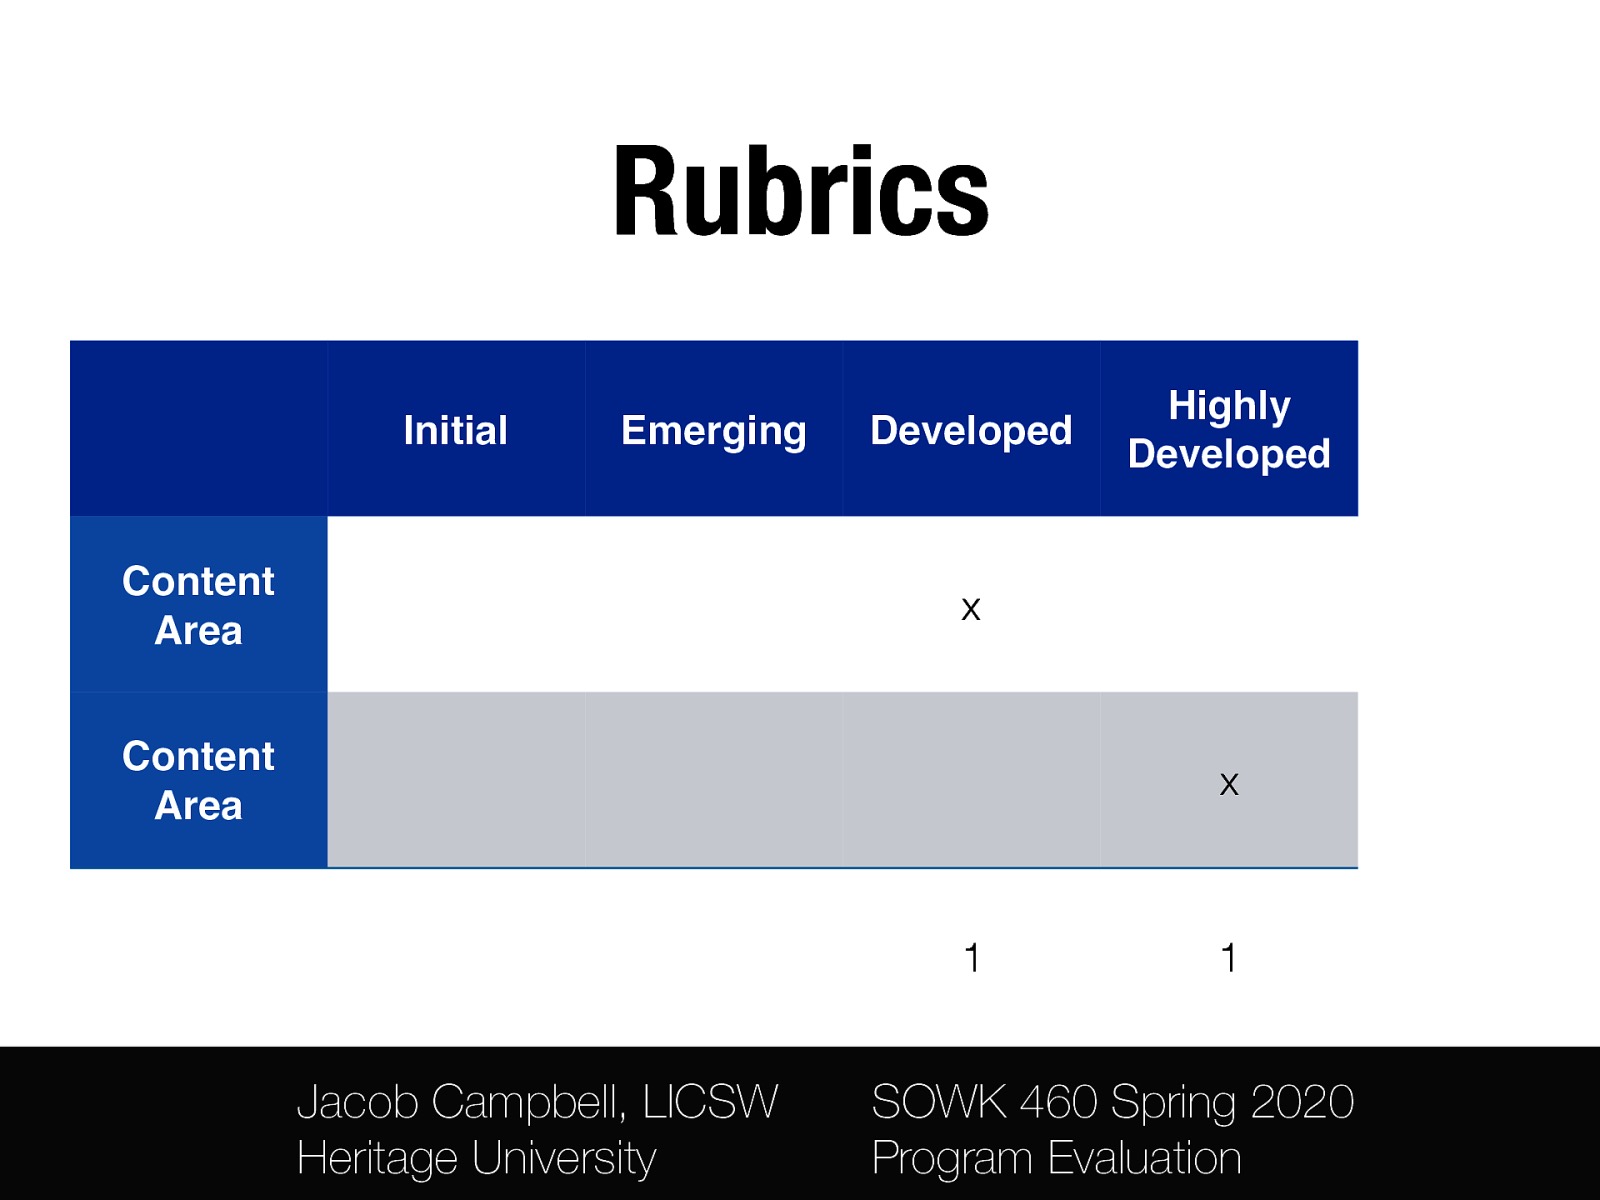 Rubrics
Initial
Emerging
Developed
Highly
Developed
Content
Area
x
Content
Area
x
1
1
Jacob Campbell, LICSW
Heritage University
SOWK 460 Spring 2020
Program Evaluation